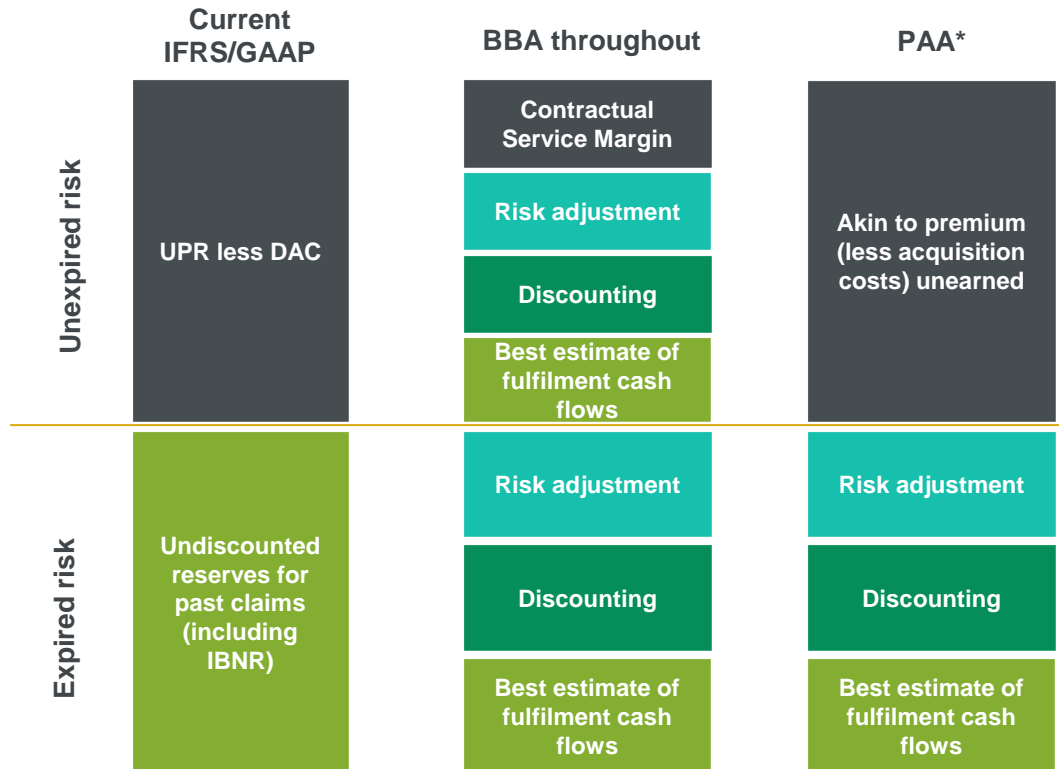 Current
IFRS/GAAP
BBA throughout
PAA*
Unexpired risk
UPR less DAC
Contractual
Service Margin
Risk adjustment
Discounting
Best estimate of
fulfilment cash
flows
Akin to premium
(less acquisition
costs) unearned
Expired risk
Undiscounted
reserves for
past claims
(including
IBNR)
Risk adjustment
Discounting
Best estimate of
fulfilment cash
flows
Risk adjustment
Discounting
Best estimate of
fulfilment cash
flows